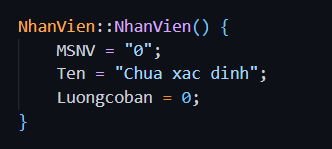 NhanVien::NhanVien() {
    MSNV = "0";
    Ten = "Chua xac dinh";
    Luongcoban = 0;
}